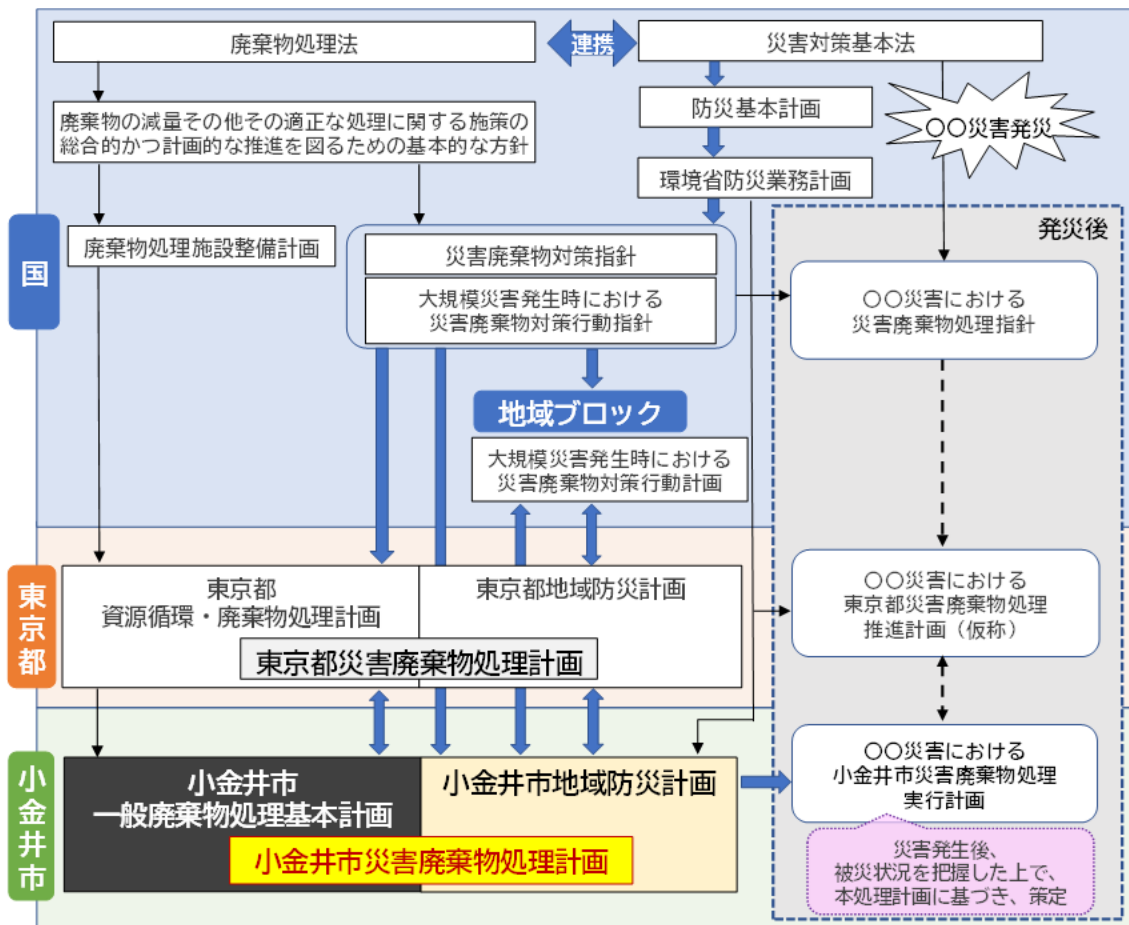 廃棄物処理法
連携
災害対策基本法
防災基本計画
〇〇災害発災
廃棄物の減量その他その適正な処理に関する施策の
総合的かつ計画的な推進を図るための基本的な方針
環境省防災業務計画
国
廃棄物処理施設整備計画
災害廃棄物対策指針
大規模災害発生時における
災害廃棄物対策行動指針
発災後
〇〇災害における
災害廃棄物処理指針
地域ブロック
大規模災害発生時における
災害廃棄物対策行動計画
東京都
東京都
資源循環・廃棄物処理計画
東京都地域防災計画
東京都災害廃棄物処理計画
〇〇災害における
東京都災害廃棄物処理
推進計画（仮称）
小金井市
小金井市
一般廃棄物処理基本計画
小金井市地域防災計画
小金井市災害廃棄物処理計画
〇〇災害における
小金井市災害廃棄物処理
実行計画
災害発生後、
被災状況を把握した上で、
本処理計画に基づき、策定